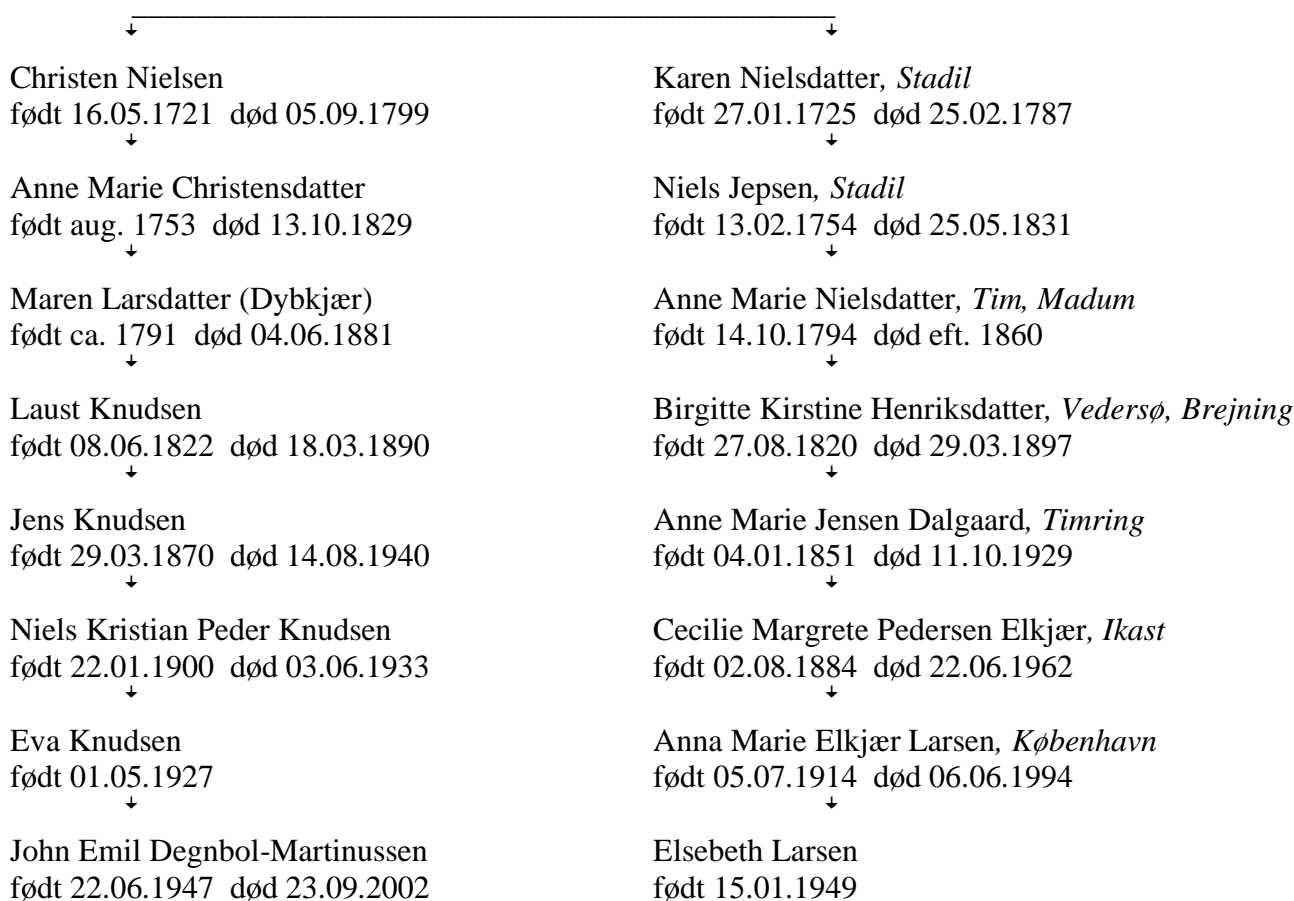 Christen Nielsen
født 16.05.1721 død 05.09.1799
Anne Marie Christensdatter
født aug. 1753 død 13.10.1829
Maren Larsdatter (Dybkjær)
født ca. 1791 død 04.06.1881
Laust Knudsen
født 08.06.1822 død 18.03.1890
Jens Knudsen
født 29.03.1870 død 14.08.1940
Niels Kristian Peder Knudsen
født 22.01.1900 død 03.06.1933
Eva Knudsen
født 01.05.1927
John Emil Degnbol-Martinussen
født 22.06.1947 død 23.09.2002
Karen Nielsdatter, Stadil
født 27.01.1725 død 25.02.1787
Niels Jepsen, Stadil
født 13.02.1754 død 25.05.1831
Anne Marie Nielsdatter, Tim, Madum
født 14.10.1794 død eft. 1860
Birgitte Kirstine Henriksdatter, Vedersø, Brejning
født 27.08.1820 død 29.03.1897
Anne Marie Jensen Dalgaard, Timring
født 04.01.1851 død 11.10.1929
Cecilie Margrete Pedersen Elkjær, Ikast
født 02.08.1884 død 22.06.1962
Anna Marie Elkjær Larsen, København
født 05.07.1914 død 06.06.1994
Elsebeth Larsen
født 15.01.1949